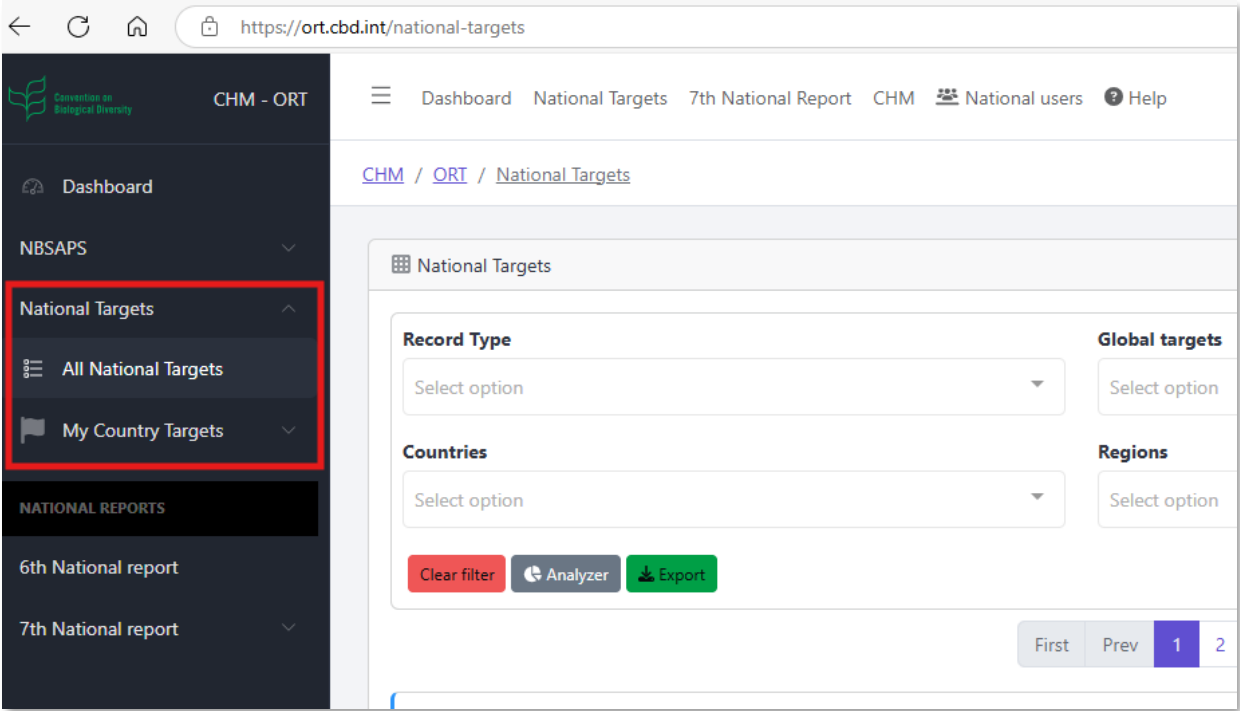 https://ort.cbd.int/national-targets
Convention on
Biological Diversity
CHM - ORT
Dashboard National Targets 7th National Report CHM National users Help
CHM / ORT / National Targets
Dashboard
NBSAPS
National Targets
All National Targets
My Country Targets
NATIONAL REPORTS
6th National report
7th National report
National Targets
Record Type Global targets
Select option Select option
Countries Regions
Select option Select option
Clear filter Analyzer Export
First Prev 1 2